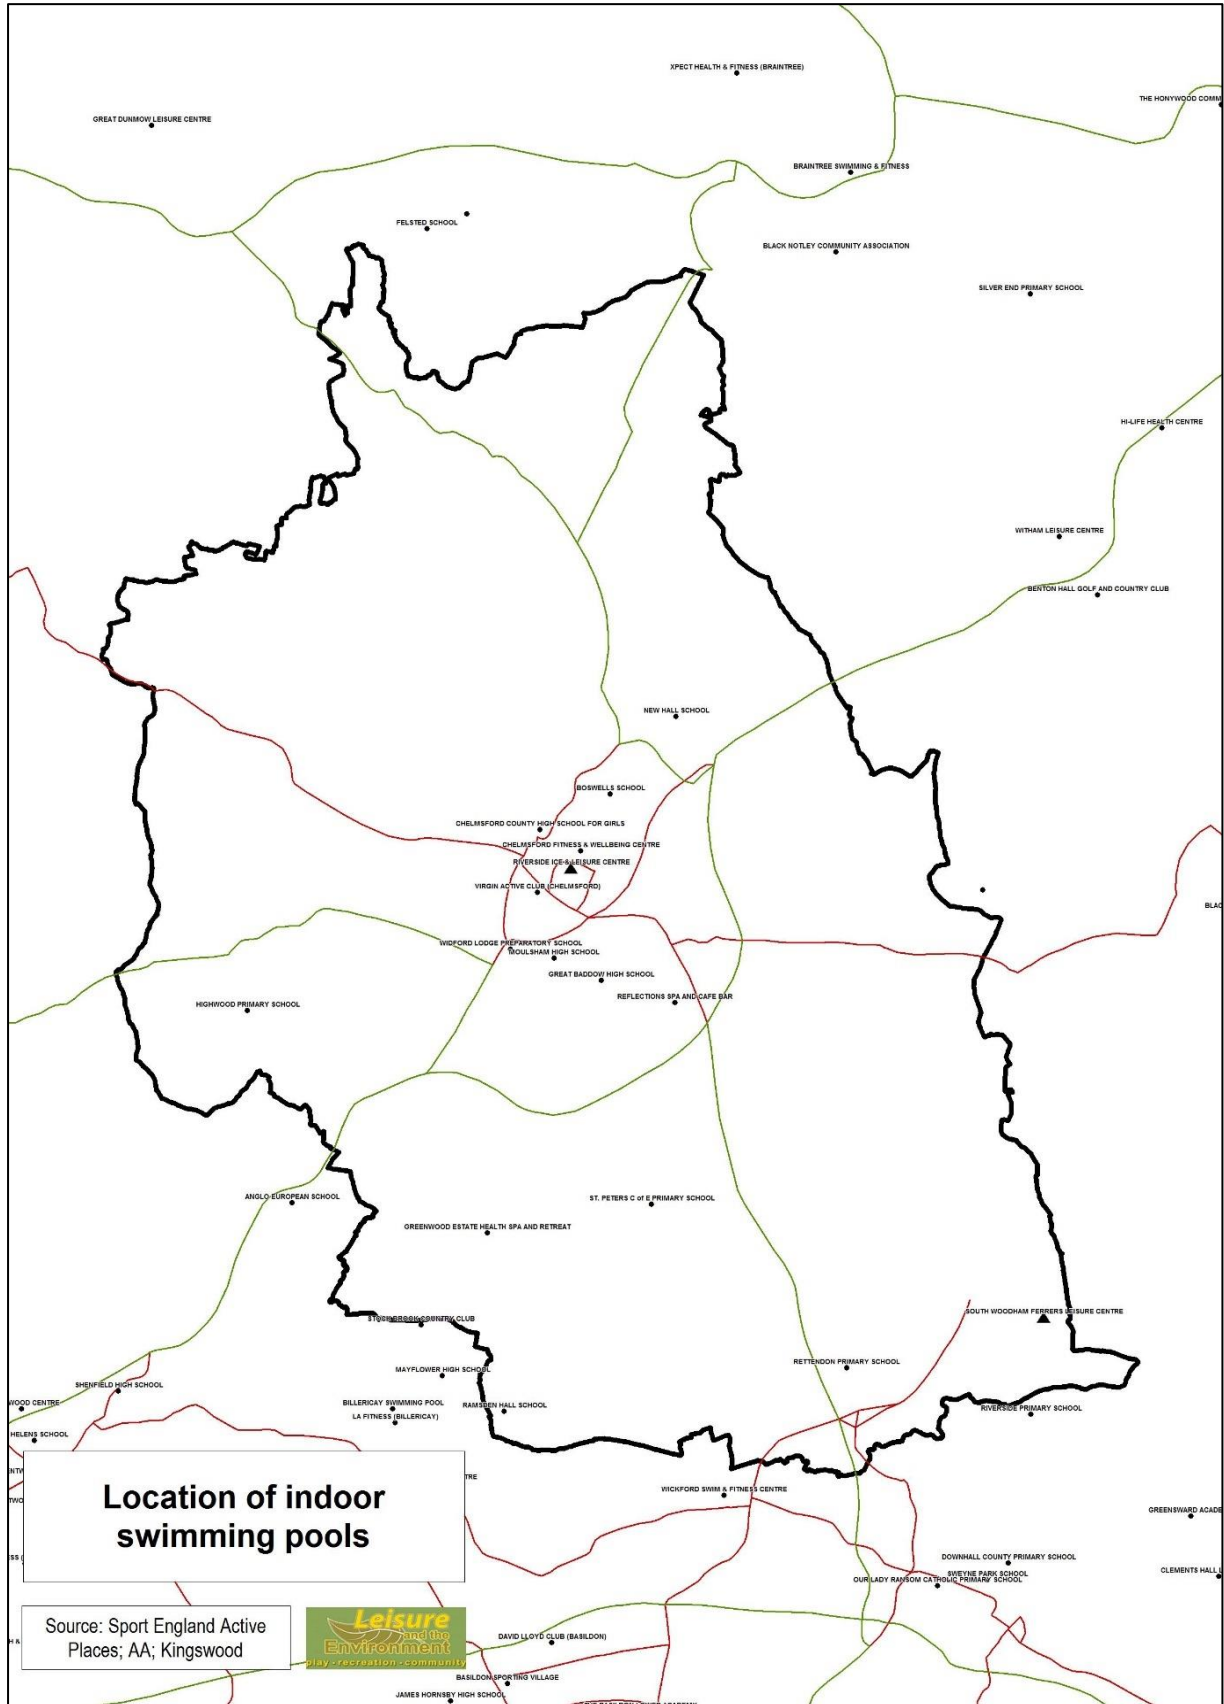 XPECT HEALTH & FITNESS (BRAINTREE)
THE HONYWOOD COMM
GREAT DUNMOW LEISURE CENTRE
BRAINTREE SWIMMING & FITNESS
FELSTED SCHOOL
BLACK NOTLEY COMMUNITY ASSOCIATION
SILVER END PRIMARY SCHOOL
HI-LIFE HEALTH CENTRE
WITHAM LEISURE CENTRE
BENTON HALL GOLF AND COUNTRY CLUB
NEW HALL SCHOOL
BOSWELLS SCHOOL
CHELMSFORD COUNTY HIGH SCHOOL FOR GIRLS
CHELMSFORD FITNESS & WELLBEING CENTRE
RIVERSIDE ICE & LEISURE CENTRE
VIRGIN ACTIVE CLUB (CHELMSFORD)
BLAC
WIDFORD LODGE PREPARATORY SCHOOL
MOULSHAM HIGH SCHOOL
GREAT BADDOW HIGH SCHOOL
REFLECTIONS SPA AND CAFE BAR
HIGHWOOD PRIMARY SCHOOL
ANGLO EUROPEAN SCHOOL
ST. PETERS C of E PRIMARY SCHOOL
GREENWOOD ESTATE HEALTH SPA AND RETREAT
SOUTH WOODHAM FERRERS LEISURE CENTRE
STOCK BROOK COUNTRY CLUB
RETTENDON PRIMARY SCHOOL
MAYFLOWER HIGH SCHOOL
SHENFIELD HIGH SCHOOL
WOOD CENTRE
BILLERICAY SWIMMING POOL
RAMSDEN HALL SCHOOL
RIVERSIDE PRIMARY SCHOOL
LA FITNESS (BILLERICAY)
HELENS SCHOOL
ENTW
TRE
WICKFORD SWIM & FITNESS CENTRE
Location of indoor
swimming pools
GREENSWARD ACADE
DOWNHALL COUNTY PRIMARY SCHOOL
SWEYNE PARK SCHOOL
CLEMENTS HALL L
OUR LADY RANSOM CATHOLIC PRIMARY SCHOOL
Source: Sport England Active
Places; AA; Kingswood
Leisure
and the
Environment
play - recreation - community
DAVID LLOYD CLUB (BASILDON)
BASILDON SPORTING VILLAGE
JAMES HORNSBY HIGH SCHOOL